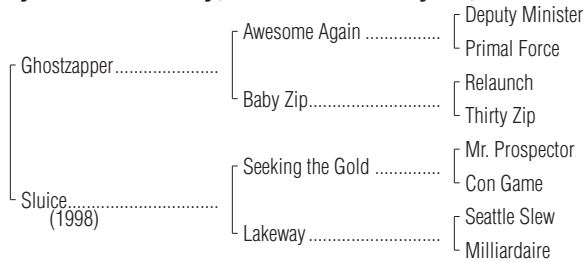 Deputy Minister
Awesome Again ................
Primal Force
Ghostzapper......................
Relaunch
Baby Zip............................
Thirty Zip
Mr. Prospector
Seeking the Gold ..............
Con Game
Sluice................................
(1998)
Seattle Slew
Lakeway ............................
Milliardaire